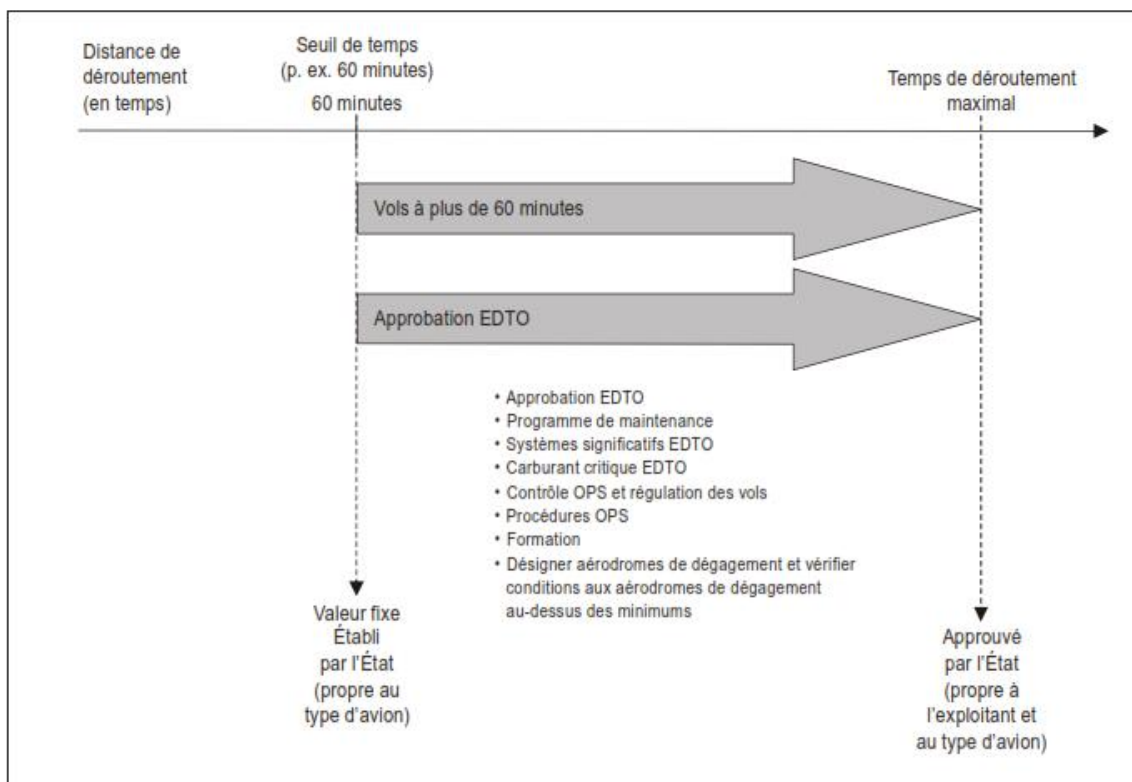 Distance de
déroutement
(en temps)
Seuil de temps
(p. ex. 60 minutes)
60 minutes
Temps de déroutement
maximal
Vols à plus de 60 minutes
Approbation EDTO
• Approbation EDTO
• Programme de maintenance
• Systèmes significatifs EDTO
• Carburant critique EDTO
• Contrôle OPS et régulation des vols
• Procédures OPS
• Formation
• Désigner aérodromes de dégagement et vérifier
conditions aux aérodromes de dégagement
au-dessus des minimums
Valeur fixe
Établi
par l'État
(propre au
type d'avion)
Approuvé
par l'État
(propre à
l'exploitant et
au type d'avion)